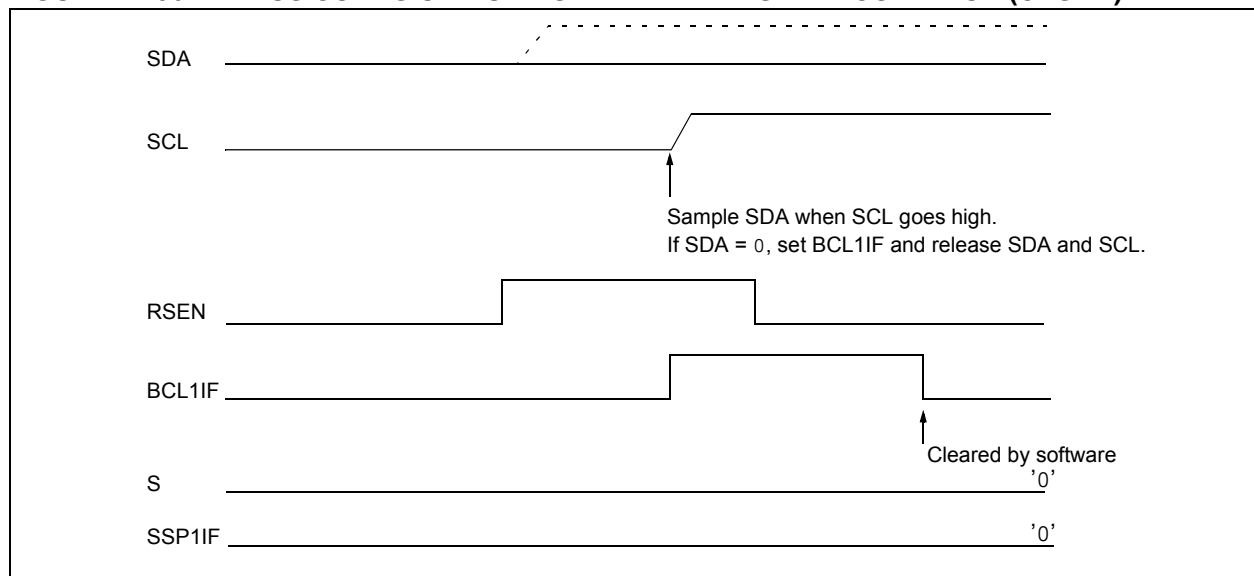 SDA
SCL
Sample SDA when SCL goes high.
If SDA = 0, set BCL1IF and release SDA and SCL.
RSEN
BCL1IF
Cleared by software
S
'0'
SSP1IF
'0'